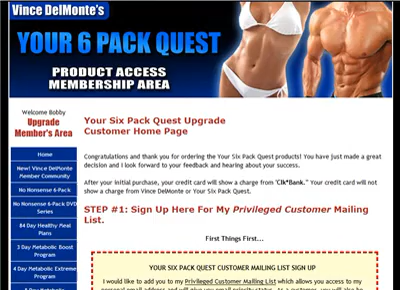 Vince DelMonte's
YOUR 6 PACK QUEST
PRODUCT ACCESS
MEMBERSHIP AREA
Welcome Bobby
Upgrade
Member's Area
Home
New! Vince DelMonte
Member Community
No Nonsense 6-Pack
No Nonsense 6-Pack DVD
Series
84 Day Healthy Meal
Plans
3 Day Metabolic Boost
Program
4 Day Metabolic Extreme
Program
5 Day Metabolic
Your Six Pack Quest Upgrade
Customer Home Page
Congratulations and thank you for ordering the Your Six Pack Quest products! You have just made a great
decision and I look forward to your feedback and hearing about your success.
After your initial purchase, your credit card will show a charge from "Clk*Bank." Your credit card will not
show a charge from Vince DelMonte or Your Six Pack Quest.
STEP #1: Sign Up Here For My Privileged Customer Mailing
List.
First Things First...
YOUR SIX PACK QUEST CUSTOMER MAILING LIST SIGN UP
I would like to add you to my Privileged Customer Mailing List which allows you access to my